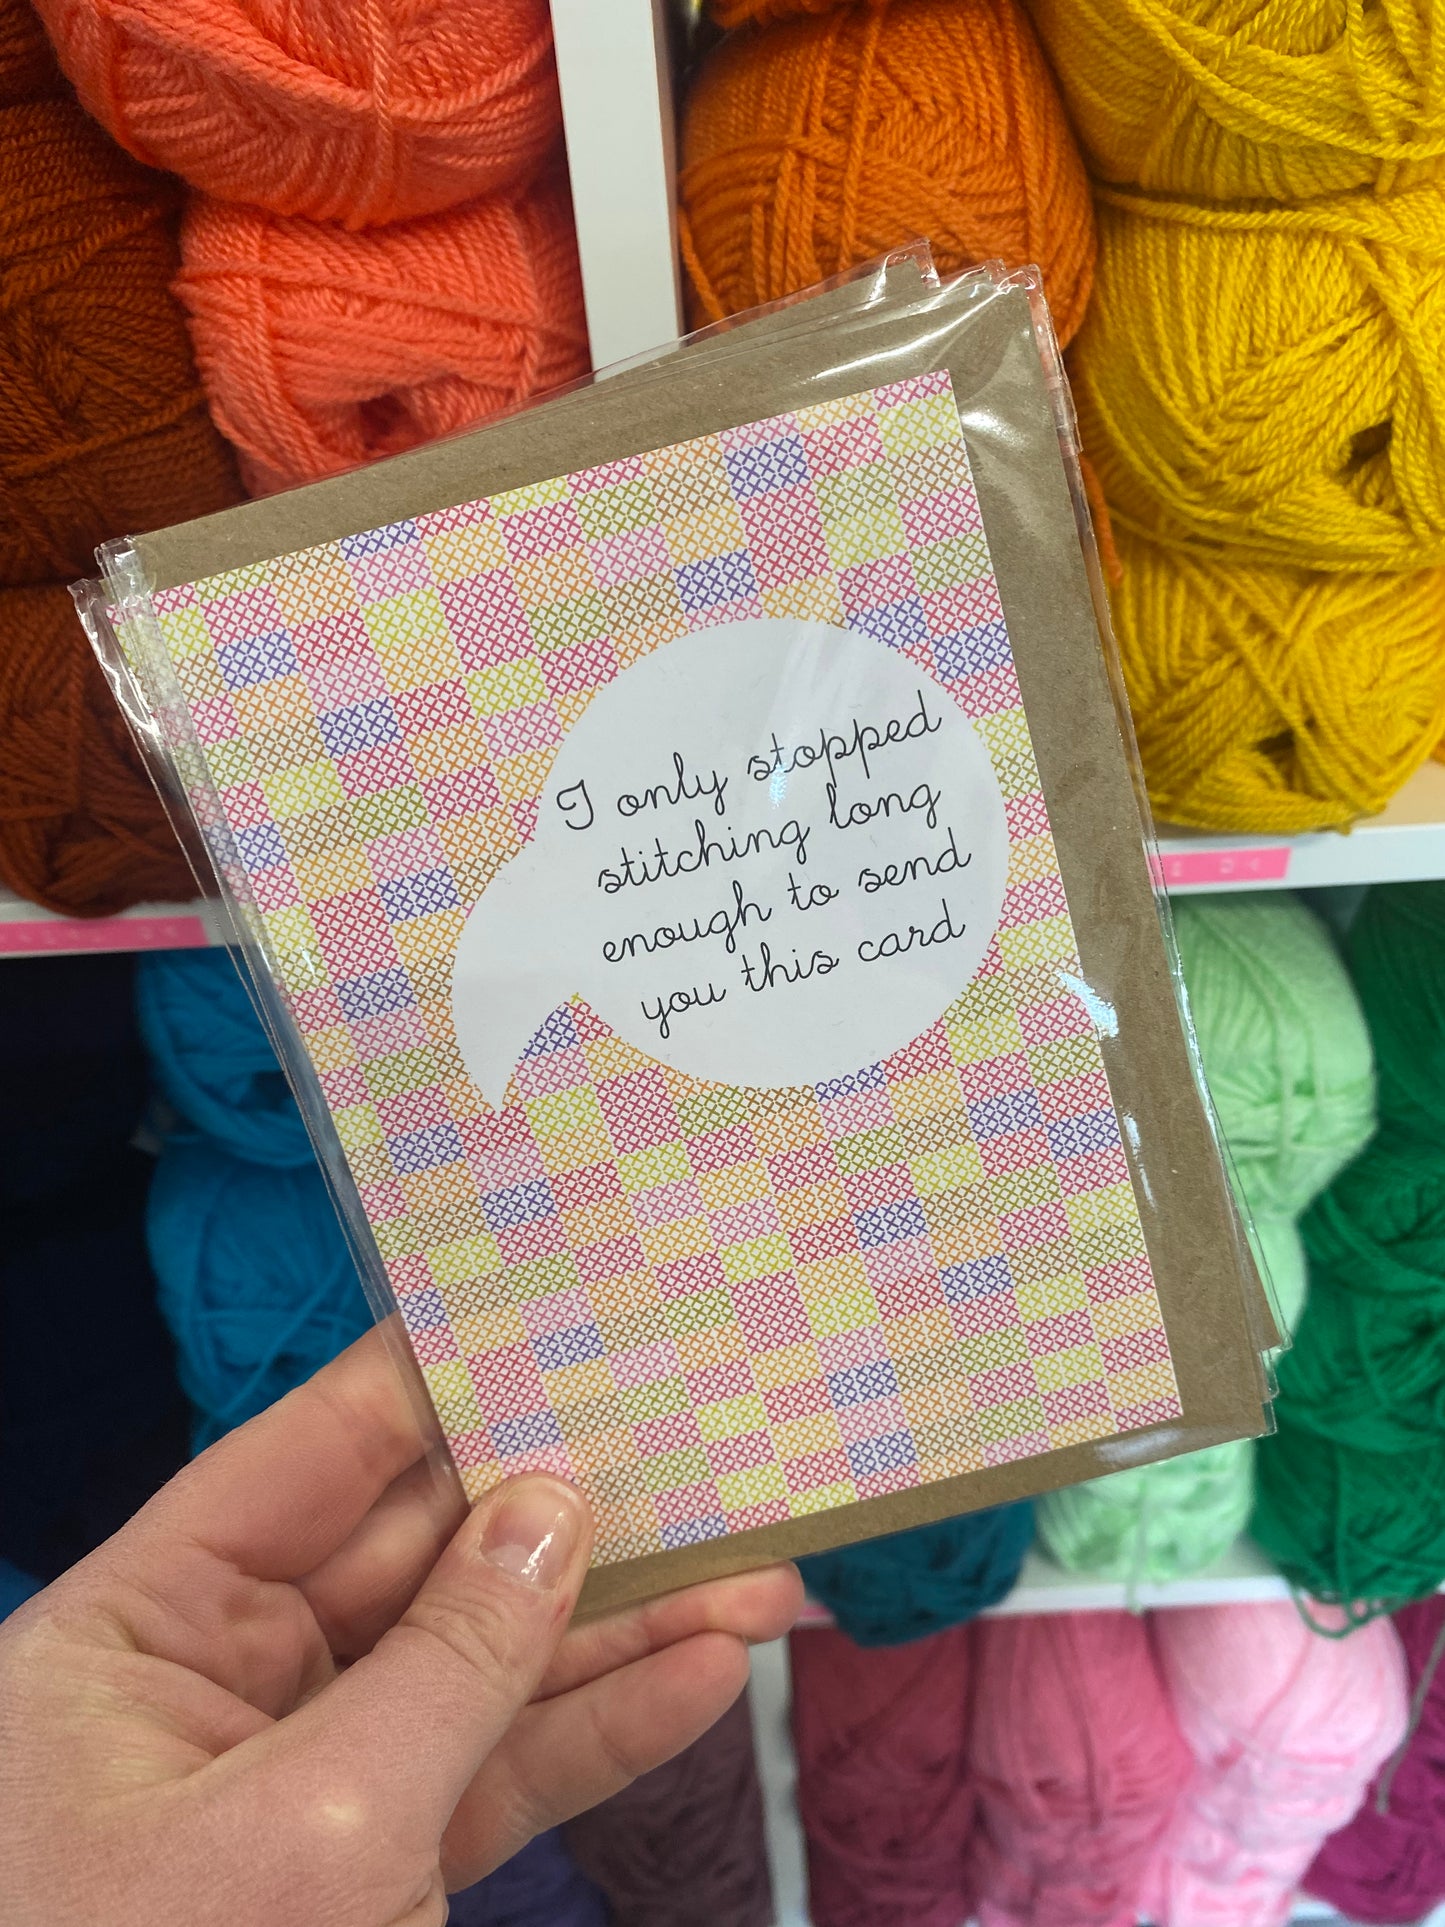 I only stopped
stitching long
enough to send
you this card